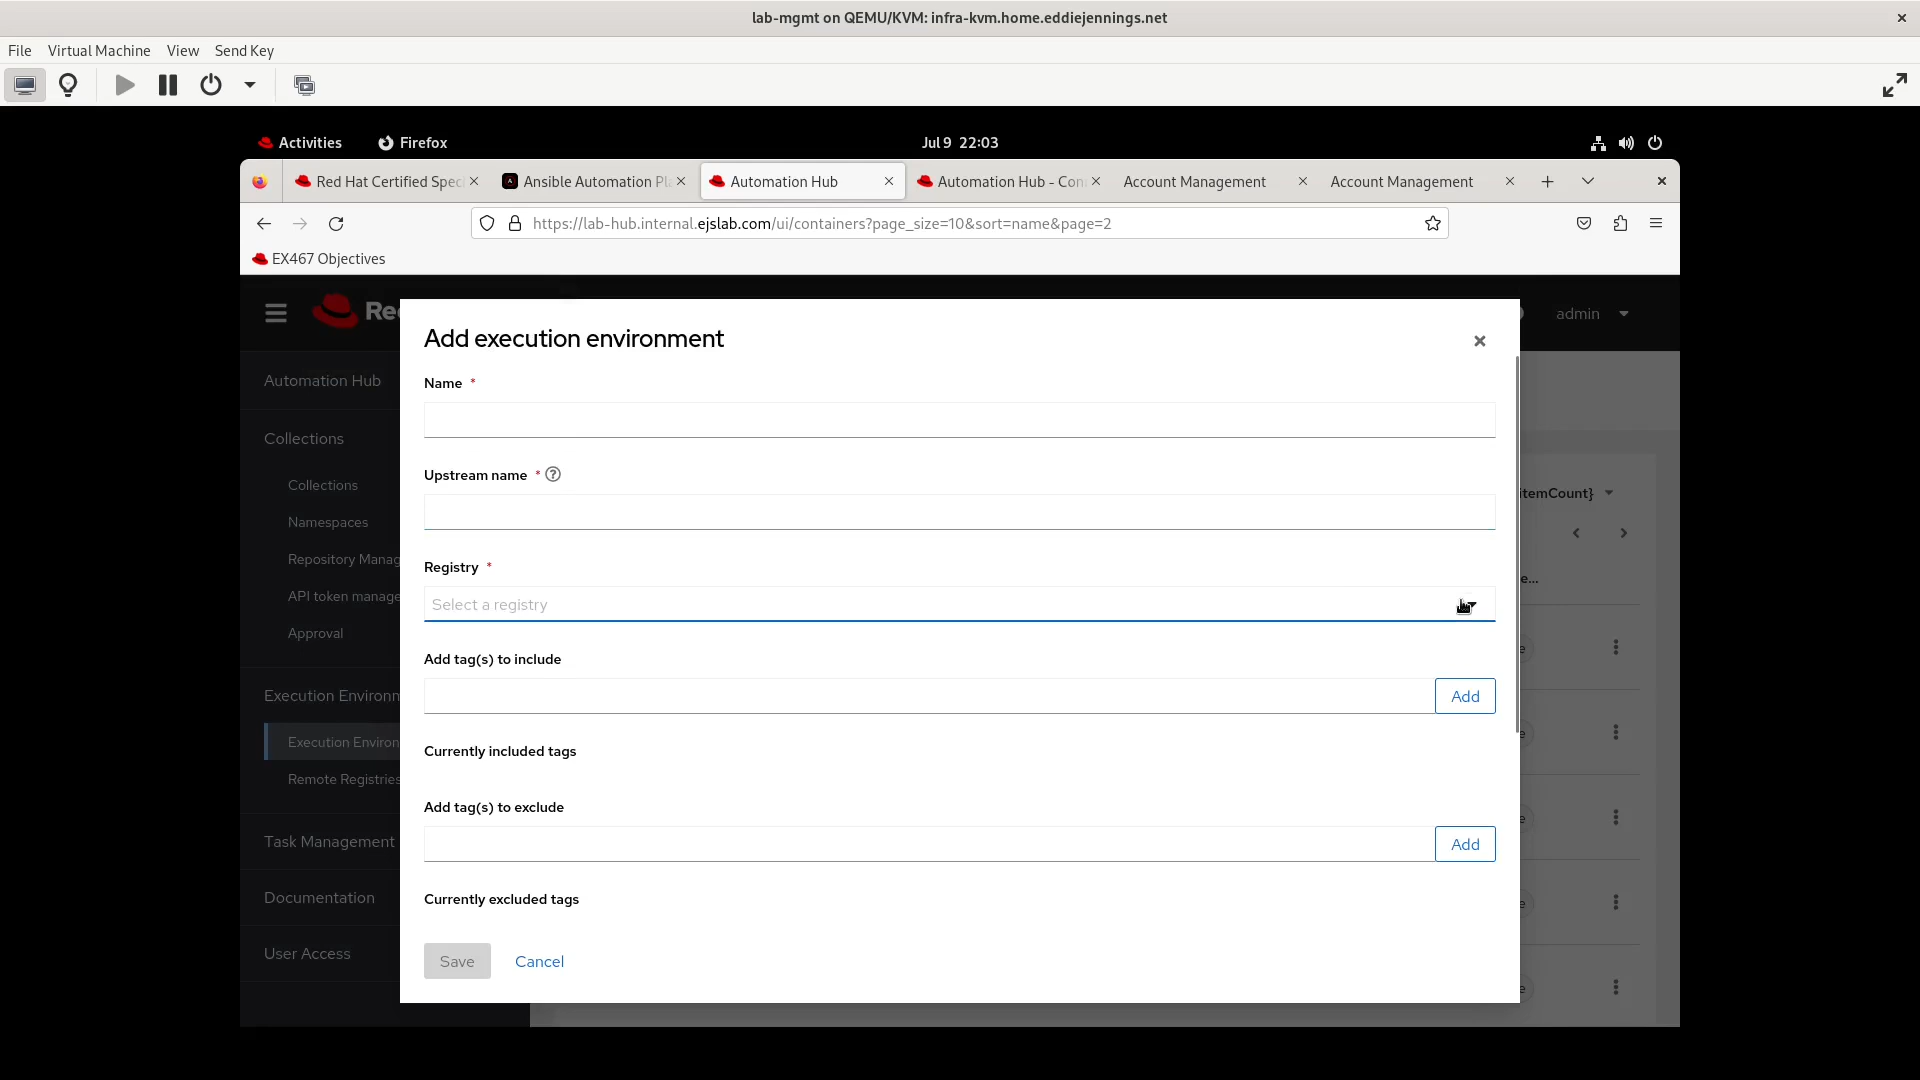 lab-mgmt on QEMU/KVM: infra-kvm.home.eddiejennings.net
File Virtual Machine View Send Key
Activities Firefox Jul 9 22:03
Red Hat Certified Spec Ansible Automation Pl Automation Hub Automation Hub - Con Account Management Account Management
https://lab-hub.internal.ejslab.com/ui/containers?page_size=10&sort=name&page=2
EX467 Objectives
Re
admin
Add execution environment
Name *
Automation Hub
Collections
Upstream name *
Collections
itemCount}
Namespaces
Repository Manag
Registry *
e...
API token manage
Select a registry
Approval
Add tag(s) to include
Execution Environm
Add
Execution Environ
Currently included tags
Remote Registries
Add tag(s) to exclude
Task Management
Add
Documentation
Currently excluded tags
User Access
Save Cancel